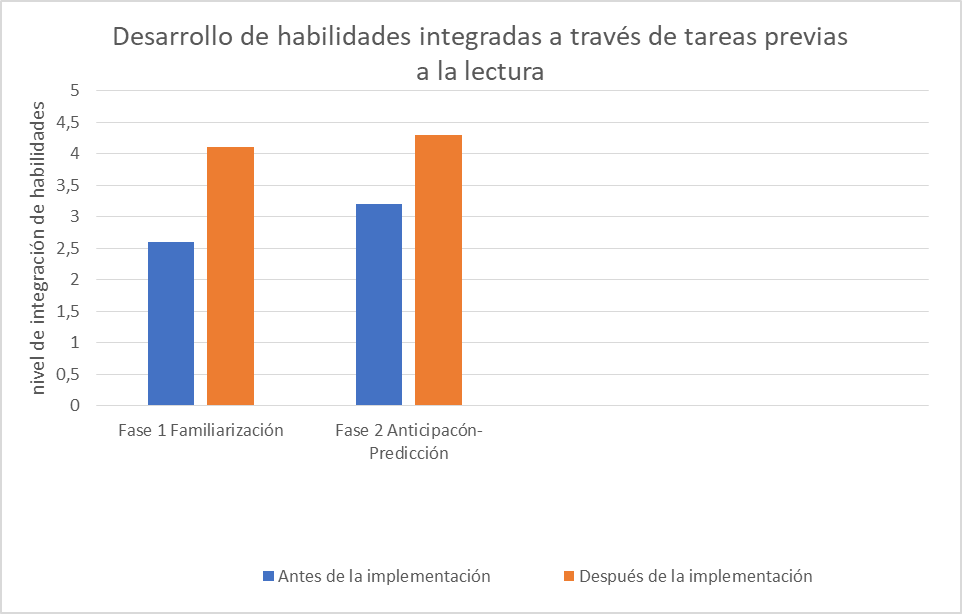 Desarrollo de habilidades integradas a través de tareas previas
a la lectura
nivel de integración de habilidades
5
4,5
4
3,5
3
2,5
2
1,5
1
0,5
0
Fase 1 Familiarización
Fase 2 Anticipacón-
Predicción
Antes de la implementación
Después de la implementación